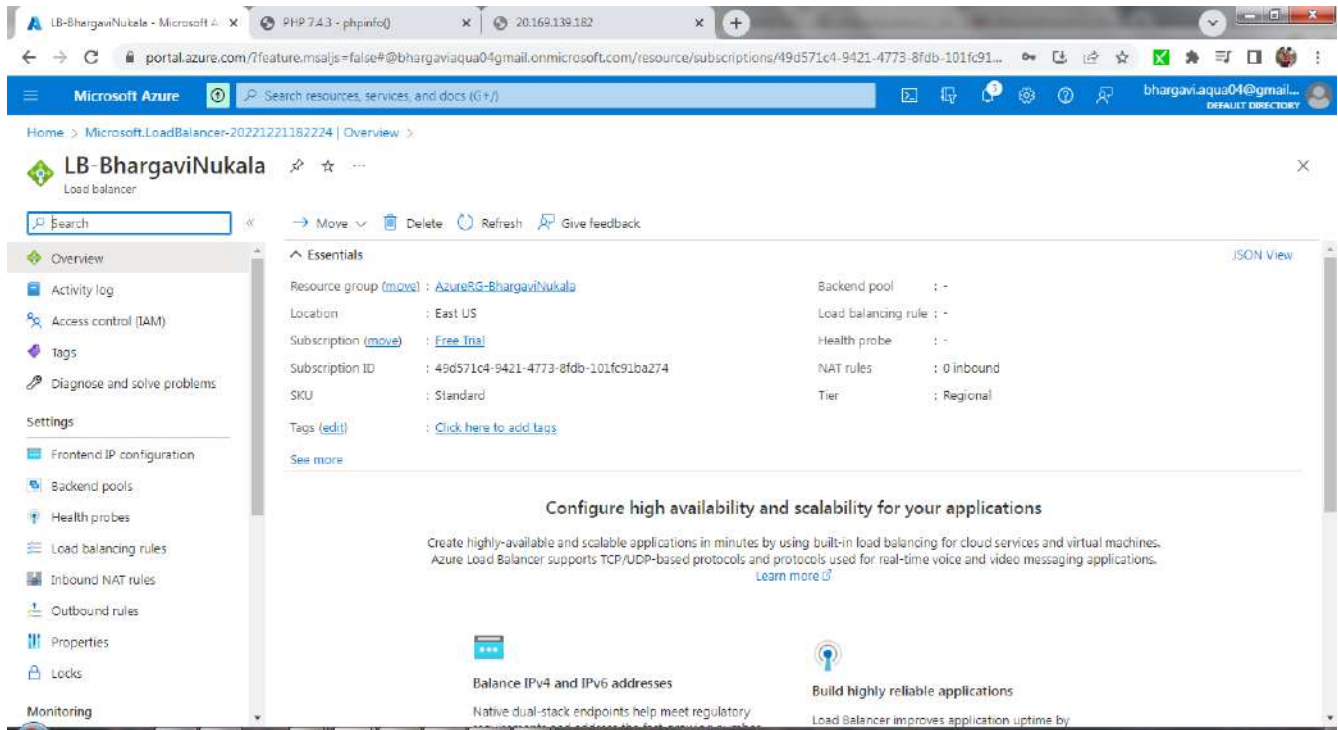 LB-BhargaviNukala - Microsoft A
PHP 7.4.3 - phpinfo()
20.169.139.182
portal.azure.com/?feature.msaljs=false#@bhargaviaqua04gmail.onmicrosoft.com/resource/subscriptions/49d571c4-9421-4773-8fdb-101fc91...
Microsoft Azure
Search resources, services, and docs (G+/)
3
bhargavi.aqua04@gmail...
DEFAULT DIRECTORY
Home > Microsoft.LoadBalancer-20221221182224 | Overview >
LB-BhargaviNukala
Load balancer
Search
Move
Delete
Refresh
Give feedback
Overview
Activity log
Access control (IAM)
Tags
Diagnose and solve problems
Settings
Frontend IP configuration
Backend pools
Health probes
Load balancing rules
Inbound NAT rules
Outbound rules
Properties
Locks
Monitoring
Essentials
JSON View
Resource group (move) : AzureRG-BhargaviNukala
Location : East US
Subscription (move) : Free Trial
Subscription ID : 49d571c4-9421-4773-8fdb-101fc91ba274
SKU : Standard
Tags (edit) : Click here to add tags
See more
Backend pool : -
Load balancing rule : -
Health probe : -
NAT rules : 0 inbound
Tier : Regional
Configure high availability and scalability for your applications
Create highly-available and scalable applications in minutes by using built-in load balancing for cloud services and virtual machines.
Azure Load Balancer supports TCP/UDP-based protocols and protocols used for real-time voice and video messaging applications.
Learn more
Balance IPv4 and IPv6 addresses
Native dual-stack endpoints help meet regulatory
Build highly reliable applications
Load Balancer improves application uptime by